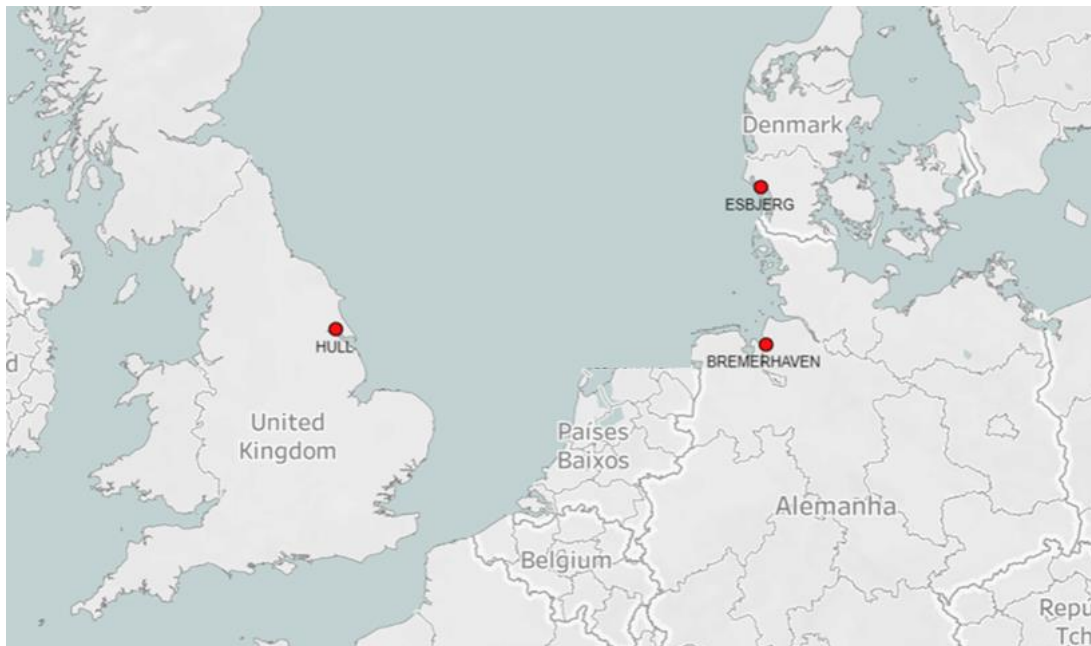 Denmark
ESBJERG
HULL
BREMERHAVEN
d
United
Kingdom
Países
Baixos
Alemanha
Belgium
Repú
Tch